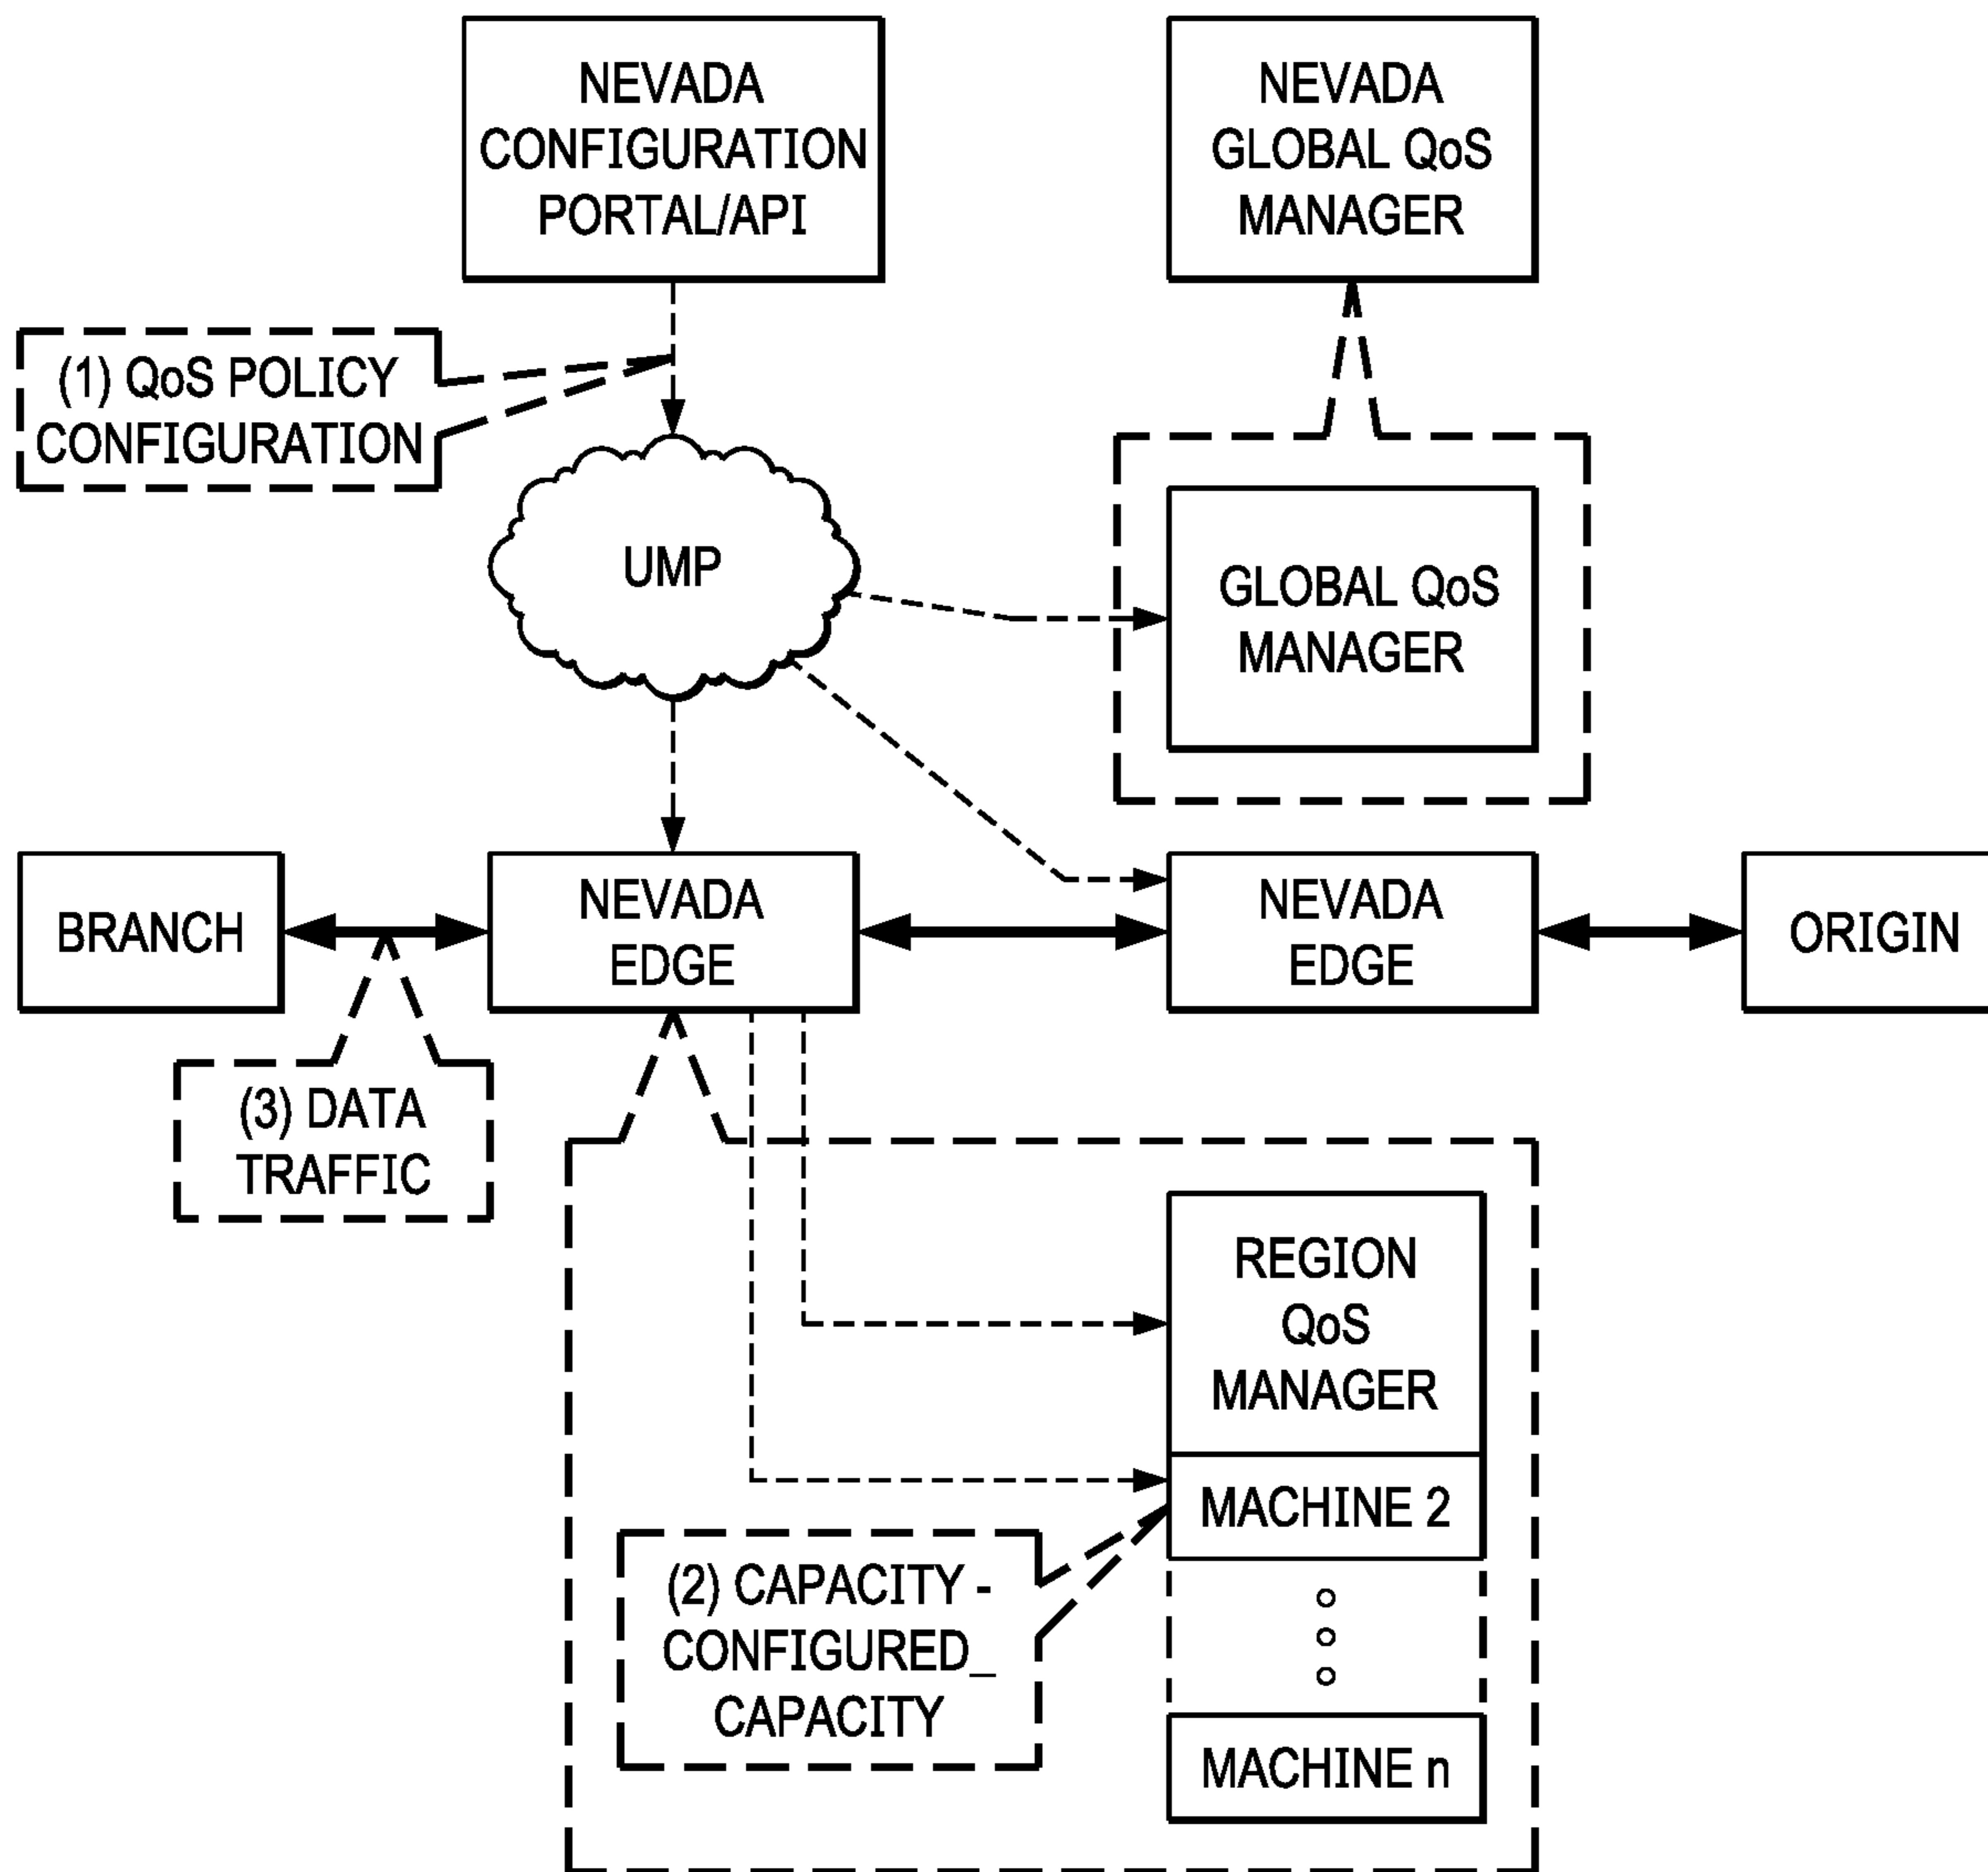 NEVADA
CONFIGURATION
PORTAL/API
NEVADA
GLOBAL QoS
MANAGER
(1) QoS POLICY
CONFIGURATION
UMP
GLOBAL QoS
MANAGER
BRANCH
NEVADA
EDGE
NEVADA
EDGE
ORIGIN
(3) DATA
TRAFFIC
REGION
QoS
MANAGER
MACHINE 2
(2) CAPACITY -
CONFIGURED_
CAPACITY
MACHINE n